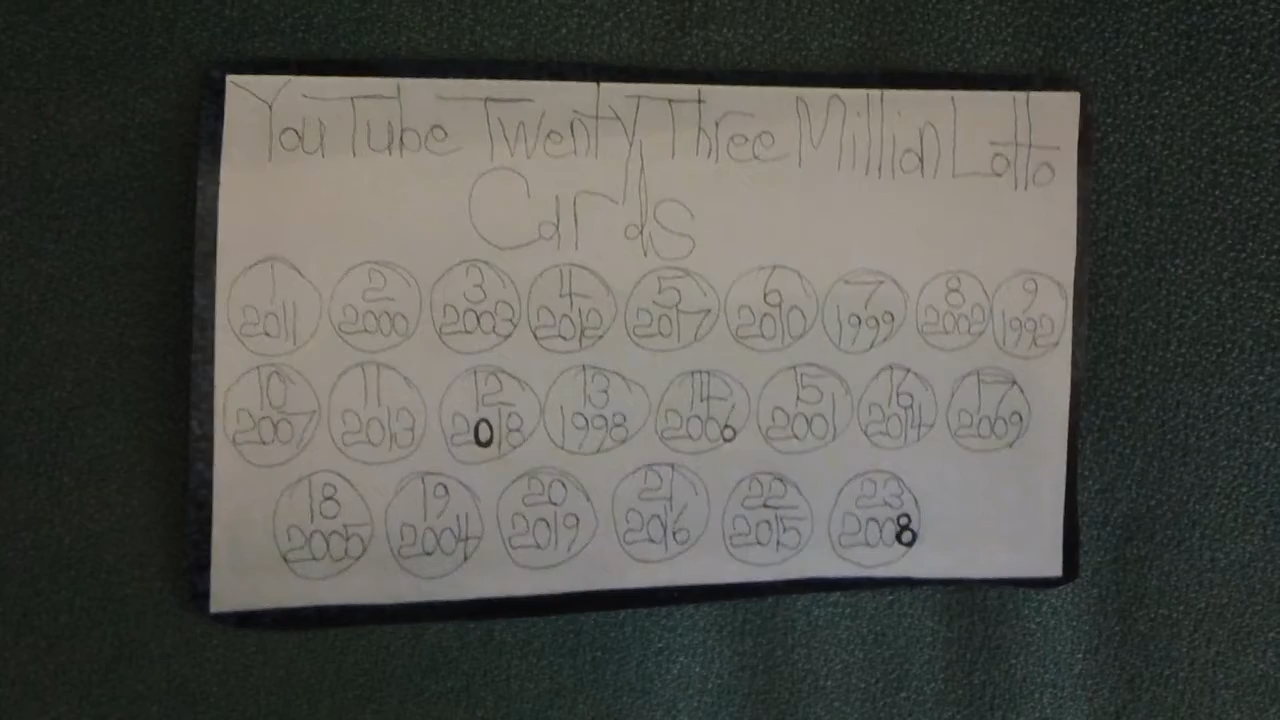 YouTube Twenty Three Million Lotto
Cards
1 2 3 4 5 6 7 8 9
2011 2000 2003 2012 2017 2010 1999 2002 1992
10 11 12 13 14 15 16 17
2007 2013 2018 1998 2006 2001 2014 2009
18 19 20 21 22 23
2005 2004 2019 2016 2015 2008